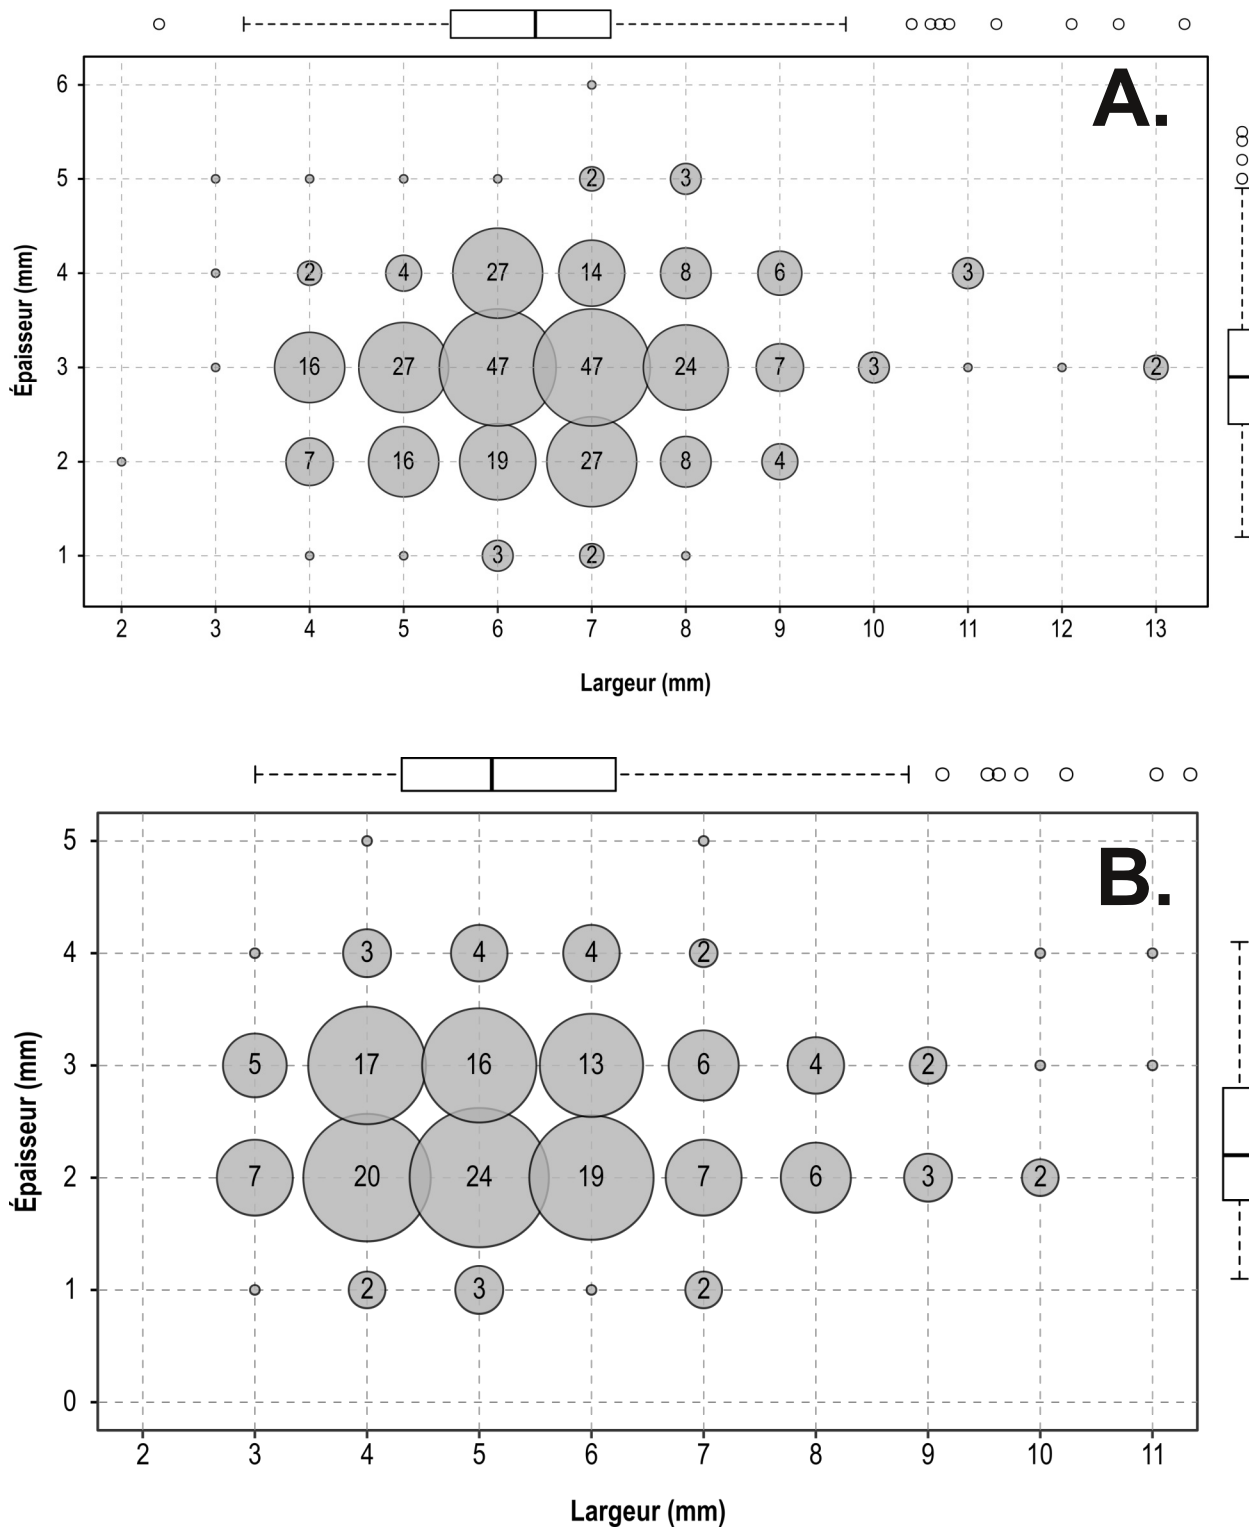 A.
6
5 2 3
4 2 4 27 14 8 6 3
3 16 27 47 47 24 7 3 2
2 7 16 19 27 8 4
1 3 2
2 3 4 5 6 7 8 9 10 11 12 13
Épaisseur (mm)
Largeur (mm)
B.
5
4 3 4 4 2
3 5 17 16 13 6 4 2
2 7 20 24 19 7 6 3 2
1 2 3 2
0
2 3 4 5 6 7 8 9 10 11
Épaisseur (mm)
Largeur (mm)